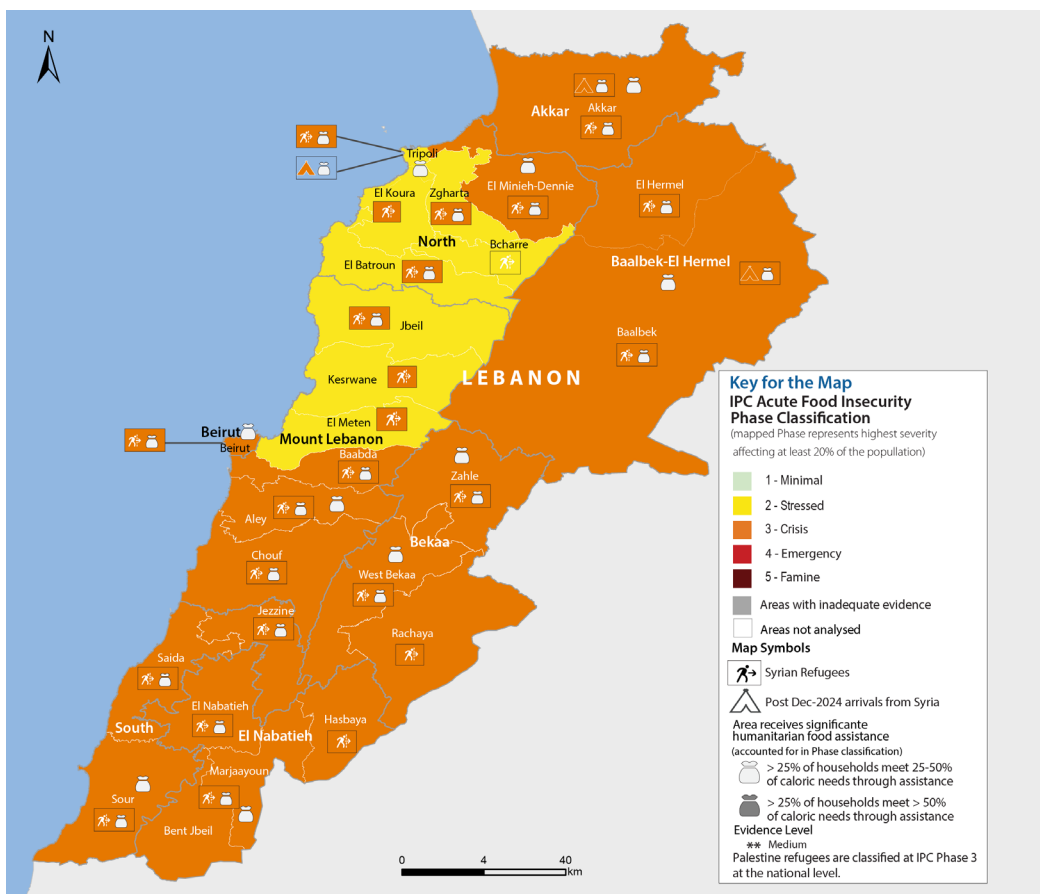 N
Akkar
Akkar
Tripoli
El Koura
Zgharta
El Minieh-Dennie
El Hermel
North
Bcharre
El Batroun
Baalbek-El Hermel
Jbeil
Baalbek
Kesrwane
LEBANON
El Meten
Beirut
Mount Lebanon
Beirut
Baabda
Zahle
Aley
Bekaa
Chouf
West Bekaa
Jezzine
Rachaya
Saida
El Nabatieh
Hasbaya
South
El Nabatieh
Marjaayoun
Sour
Bent Jbeil
0 4 40
km
Key for the Map
IPC Acute Food Insecurity
Phase Classification
(mapped Phase represents highest severity
affecting at least 20% of the popullation)
1 - Minimal
2 - Stressed
3 - Crisis
4 - Emergency
5 - Famine
Areas with inadequate evidence
Areas not analysed
Map Symbols
Syrian Refugees
Post Dec-2024 arrivals from Syria
Area receives significante
humanitarian food assistance
(accounted for in Phase classification)
> 25% of households meet 25-50%
of caloric needs through assistance
> 25% of households meet > 50%
of caloric needs through assistance
Evidence Level
** Medium
Palestine refugees are classified at IPC Phase 3
at the national level.